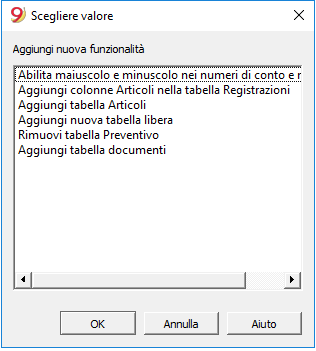 Scegliere valore
Aggiungi nuova funzionalità
Abilita maiuscolo e minuscolo nei numeri di conto e
Aggiungi colonne Articoli nella tabella Registrazioni
Aggiungi tabella Articoli
Aggiungi nuova tabella libera
Rimuovi tabella Preventivo
Aggiungi tabella documenti
OK
Annulla
Aiuto